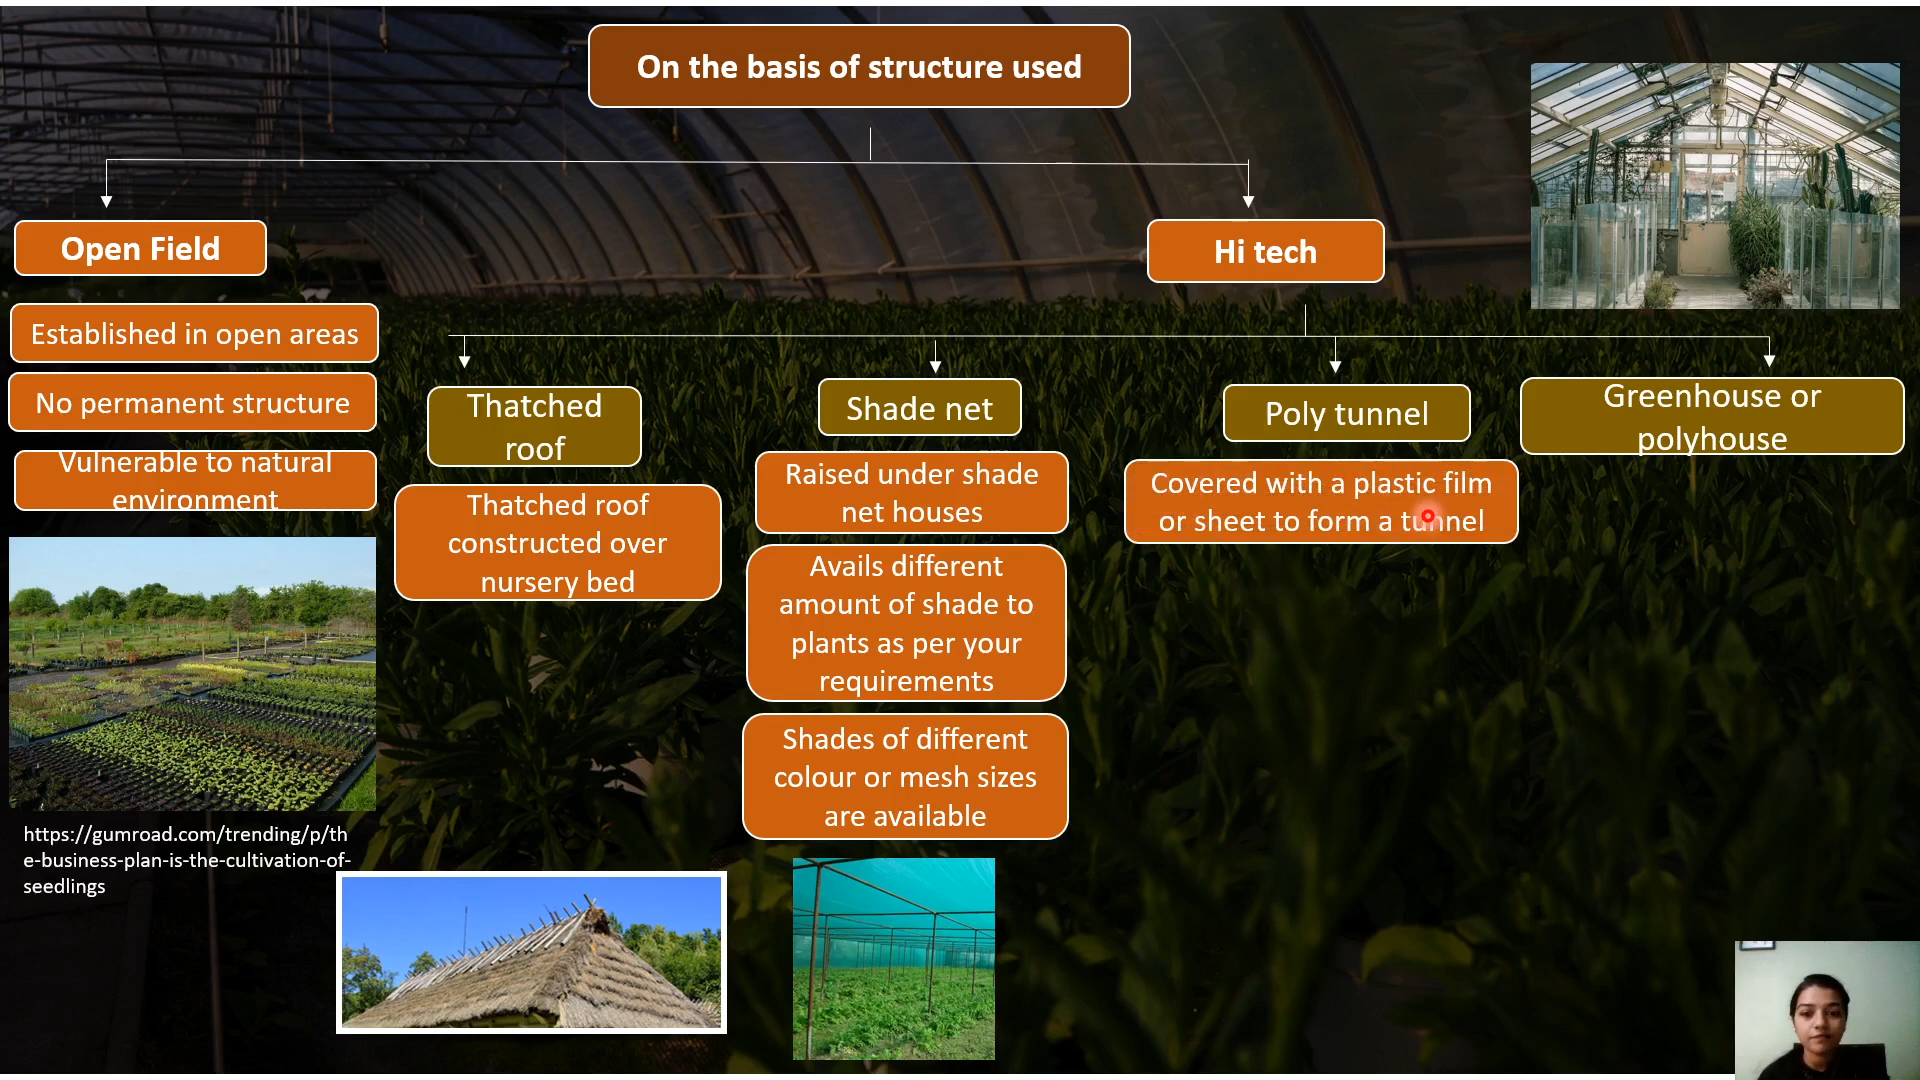 On the basis of structure used
Open Field
Established in open areas
No permanent structure
Vulnerable to natural
environment
https://gumroad.com/trending/p/th
e-business-plan-is-the-cultivation-of-
seedlings
Hi tech
Thatched
roof
Thatched roof
constructed over
nursery bed
Shade net
Raised under shade
net houses
Avails different
amount of shade to
plants as per your
requirements
Shades of different
colour or mesh sizes
are available
Poly tunnel
Covered with a plastic film
or sheet to form a tunnel
Greenhouse or
polyhouse